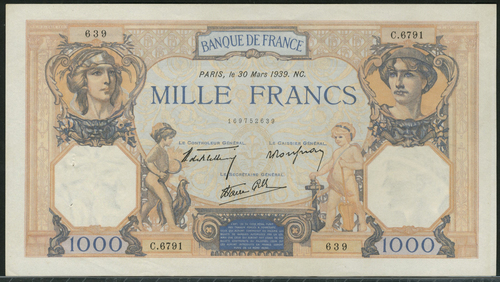 639
BANQUE DE FRANCE
C.6791
PARIS, le 30 Mars 1939. NC.
MILLE FRANCS
169752639
LE CONTROLEUR GÉNÉRAL,
LE CAISSIER GÉNÉRAL,
LE SECRÉTAIRE GÉNÉRAL,
1000
C.6791
639
1000